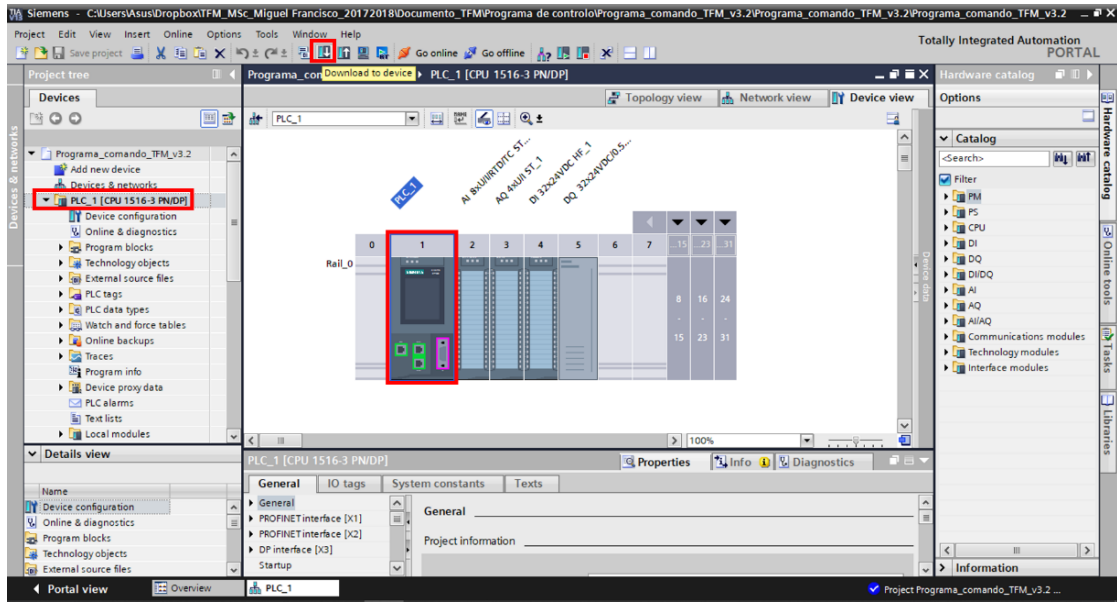 Siemens - C:\Users\Asus\Dropbox\TFM_MSc_Miguel Francisco_20172018\Documento_TFM\Programa de controlo\Programa_comando_TFM_v3.2\Programa_comando_TFM_v3.2
Project Edit View Insert Online Options Tools Window Help
Totally Integrated Automation
PORTAL
Save project
Go online
Go offline
Download to device
Project tree
Devices
Devices & networks
Programa_comando_TFM_v3.2
Add new device
Devices & networks
PLC_1 [CPU 1516-3 PN/DP]
Device configuration
Online & diagnostics
Program blocks
Technology objects
External source files
PLC tags
PLC data types
Watch and force tables
Online backups
Traces
Program info
Device proxy data
PLC alarms
Text lists
Local modules
Details view
Name
Device configuration
Online & diagnostics
Program blocks
Technology objects
External source files
Programa_con
PLC_1 [CPU 1516-3 PN/DP]
Topology view
Network view
Device view
PLC_1
PLC_1
AI 8xU/I/RTD/TC ST...
AQ 4xU/I ST_1
DI 32x24VDC HF_1
DQ 32x24VDC/0.5...
0 1 2 3 4 5 6 7 ...15 ...23 ...31
Rail_0
SIEMENS
8 16 24
- - -
15 23 31
Device data
100%
PLC_1 [CPU 1516-3 PN/DP]
Properties
Info
Diagnostics
General
IO tags
System constants
Texts
General
PROFINET interface [X1]
PROFINET interface [X2]
DP interface [X3]
Startup
General
Project information
Hardware catalog
Options
Catalog
<Search>
Filter
PM
PS
CPU
DI
DQ
DI/DQ
AI
AQ
AI/AQ
Communications modules
Technology modules
Interface modules
Information
Hardware catalog
Online tools
Tasks
Libraries
Portal view
Overview
PLC_1
Project Programa_comando_TFM_v3.2 ...